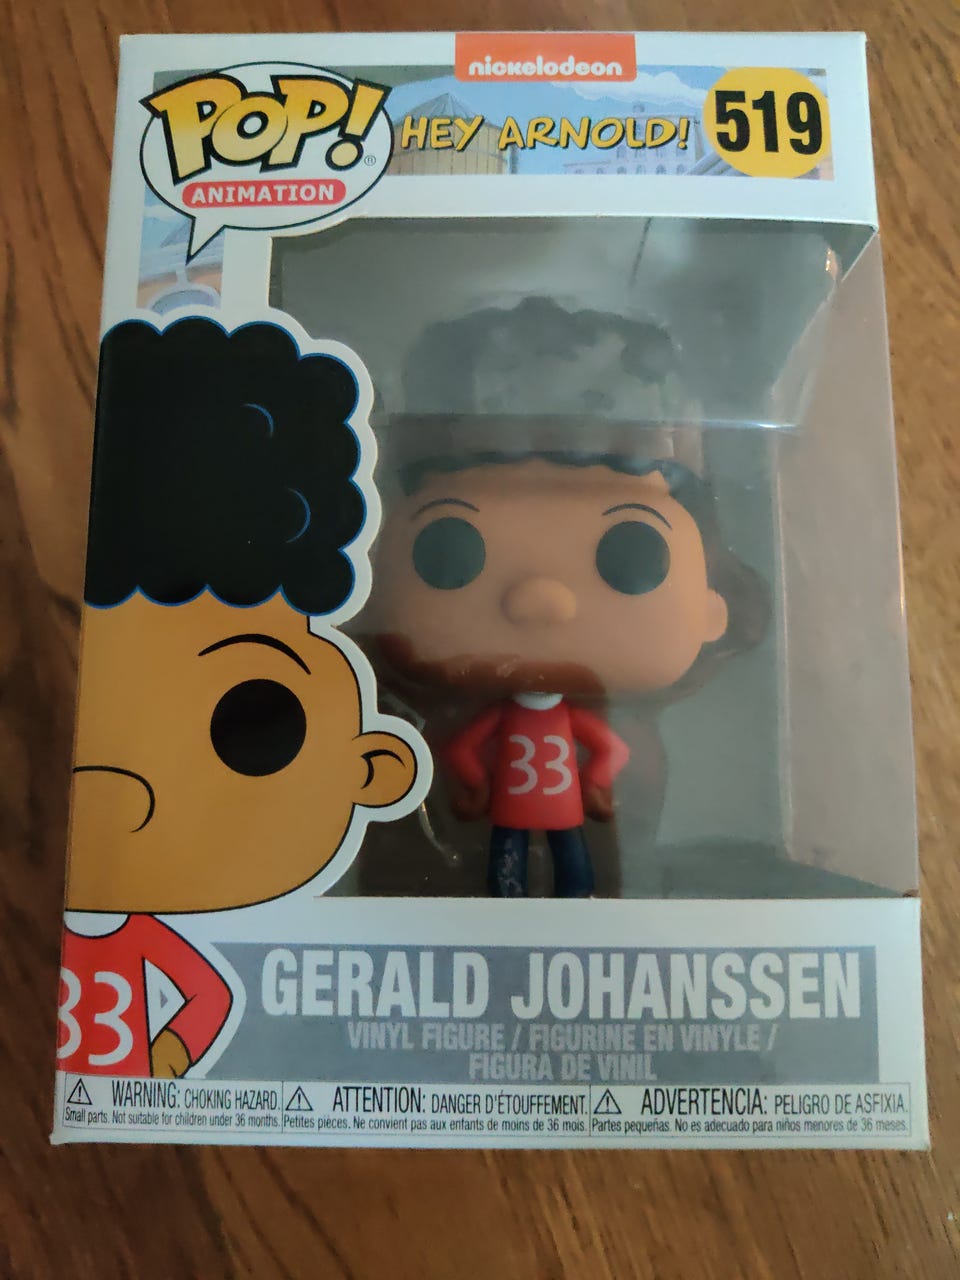 nickelodeon
POP!®
ANIMATION
HEY ARNOLD!
519
33
33
GERALD JOHANSSEN
VINYL FIGURE / FIGURINE EN VINYLE /
FIGURA DE VINIL
WARNING: CHOKING HAZARD.
Small parts. Not suitable for children under 36 months.
ATTENTION: DANGER D'ÉTOUFFEMENT.
Petites pièces. Ne convient pas aux enfants de moins de 36 mois.
ADVERTENCIA: PELIGRO DE ASFIXIA.
Partes pequeñas. No es adecuado para niños menores de 36 meses.